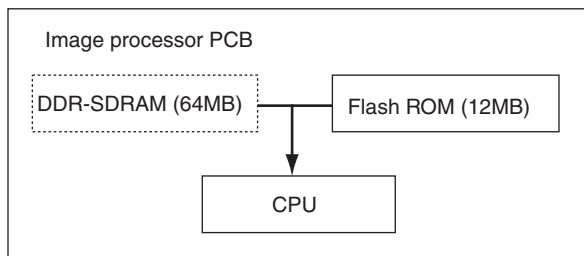 Image processor PCB
DDR-SDRAM (64MB)
Flash ROM (12MB)
CPU